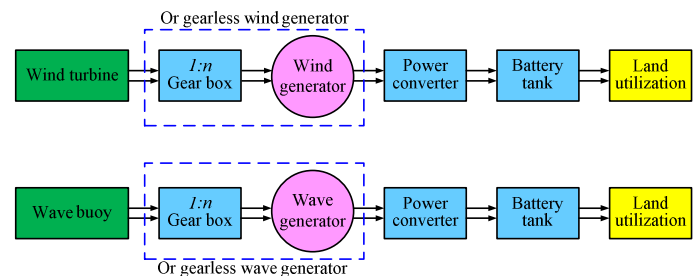 Or gearless wind generator
Wind turbine
1:n
Gear box
Wind
generator
Power
converter
Battery
tank
Land
utilization
Wave buoy
1:n
Gear box
Wave
generator
Power
converter
Battery
tank
Land
utilization
Or gearless wave generator